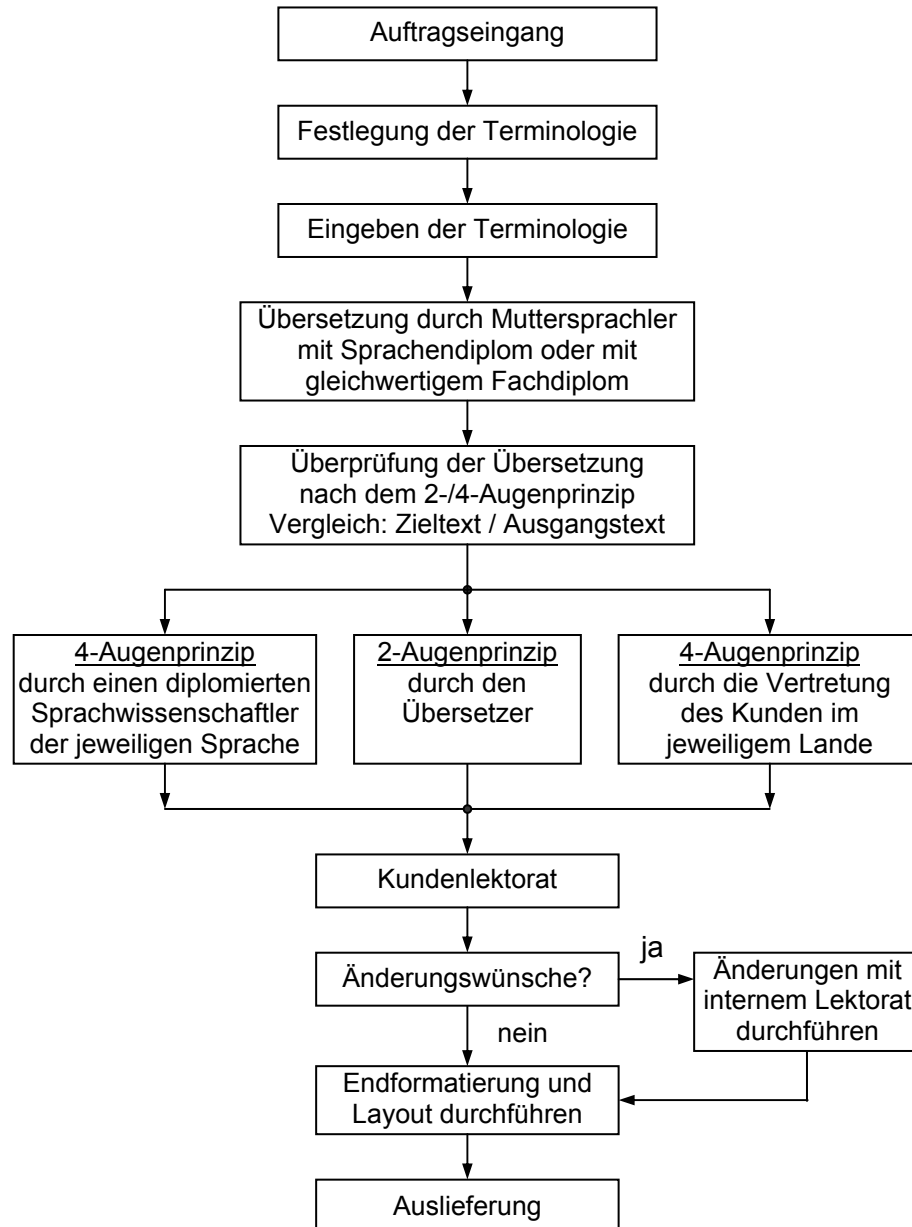 Auftragseingang
Festlegung der Terminologie
Eingeben der Terminologie
Übersetzung durch Muttersprachler
mit Sprachendiplom oder mit
gleichwertigem Fachdiplom
Überprüfung der Übersetzung
nach dem 2-/4-Augenprinzip
Vergleich: Zieltext / Ausgangstext
4-Augenprinzip
durch einen diplomierten
Sprachwissenschaftler
der jeweiligen Sprache
2-Augenprinzip
durch den
Übersetzer
4-Augenprinzip
durch die Vertretung
des Kunden im
jeweiligem Lande
Kundenlektorat
Änderungswünsche?
ja
Änderungen mit
internem Lektorat
durchführen
nein
Endformatierung und
Layout durchführen
Auslieferung